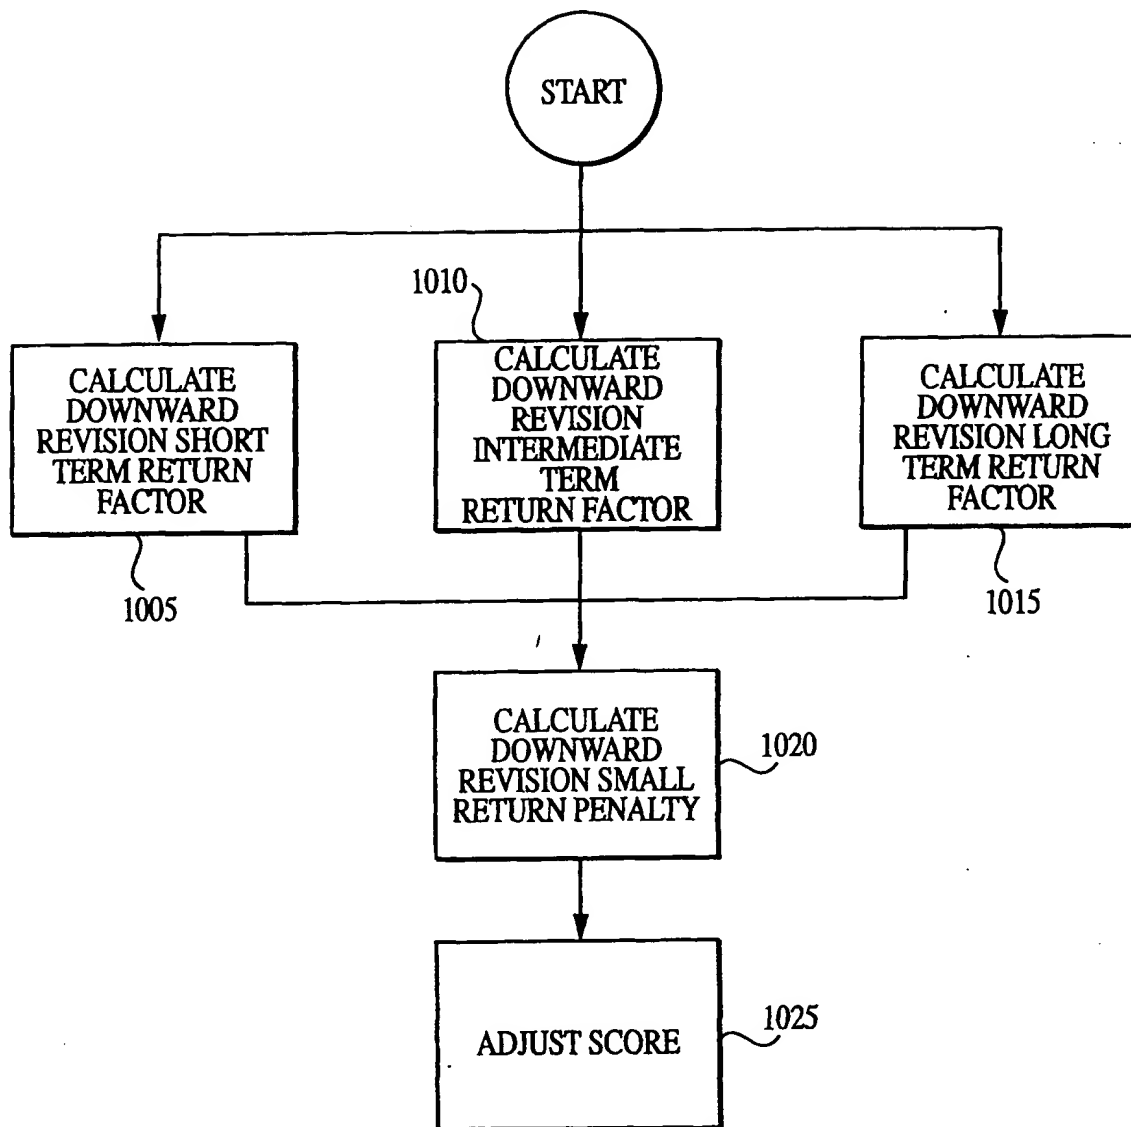 START
1010
CALCULATE
DOWNWARD
REVISION SHORT
TERM RETURN
FACTOR
1005
CALCULATE
DOWNWARD
REVISION
INTERMEDIATE
TERM
RETURN FACTOR
CALCULATE
DOWNWARD
REVISION LONG
TERM RETURN
FACTOR
1015
CALCULATE
DOWNWARD
REVISION SMALL
RETURN PENALTY
1020
ADJUST SCORE
1025